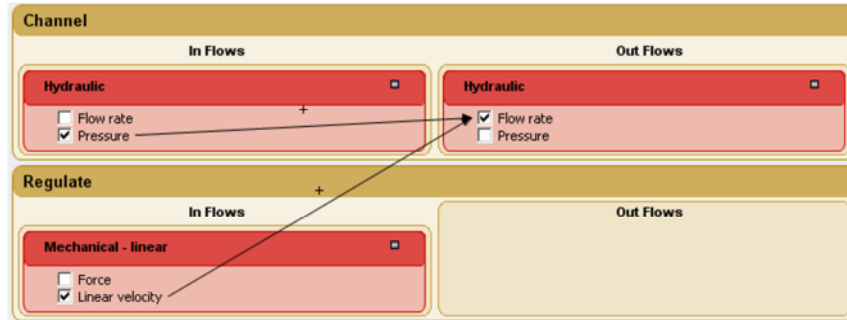 Channel
In Flows
Out Flows
Hydraulic
Hydraulic
Flow rate
Flow rate
Pressure
Pressure
Regulate
In Flows
Out Flows
Mechanical - linear
Force
Linear velocity